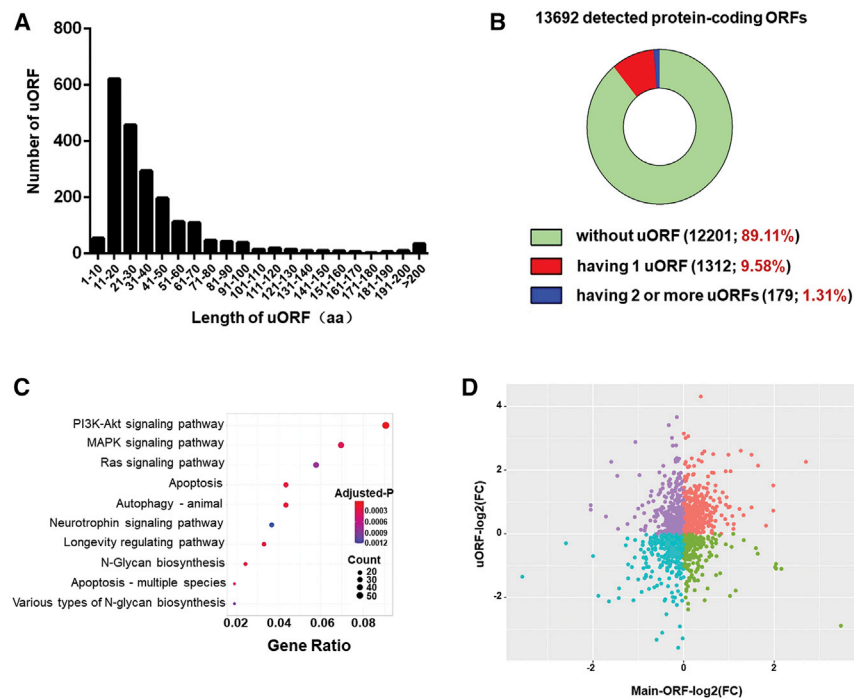 A
Number of uORF
800
600
400
200
0
1-10
11-20
21-30
31-40
41-50
51-60
61-70
71-80
81-90
91-100
101-110
111-120
121-130
131-140
141-150
151-160
161-170
171-180
181-190
191-200
>200
Length of uORF（aa）
B
13692 detected protein-coding ORFs
without uORF (12201; 89.11%)
having 1 uORF (1312; 9.58%)
having 2 or more uORFs (179; 1.31%)
C
PI3K-Akt signaling pathway
MAPK signaling pathway
Ras signaling pathway
Apoptosis
Autophagy - animal
Neurotrophin signaling pathway
Longevity regulating pathway
N-Glycan biosynthesis
Apoptosis - multiple species
Various types of N-glycan biosynthesis
Adjusted-P
0.0003
0.0006
0.0009
0.0012
Count
20
30
40
50
0.02 0.04 0.06 0.08
Gene Ratio
D
uORF-log2(FC)
4
2
0
-2
-2 0 2
Main-ORF-log2(FC)